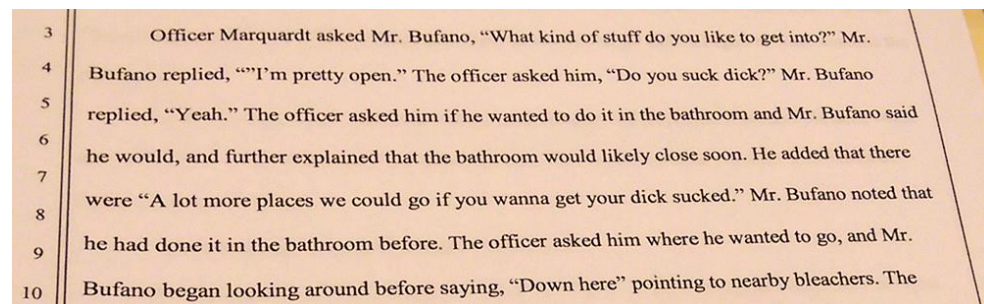 3 Officer Marquardt asked Mr. Bufano, “What kind of stuff do you like to get into?” Mr.
4 Bufano replied, “”I’m pretty open.” The officer asked him, “Do you suck dick?” Mr. Bufano
5 replied, “Yeah.” The officer asked him if he wanted to do it in the bathroom and Mr. Bufano said
6 he would, and further explained that the bathroom would likely close soon. He added that there
7 were “A lot more places we could go if you wanna get your dick sucked.” Mr. Bufano noted that
8 he had done it in the bathroom before. The officer asked him where he wanted to go, and Mr.
9 Bufano began looking around before saying, “Down here” pointing to nearby bleachers. The
10